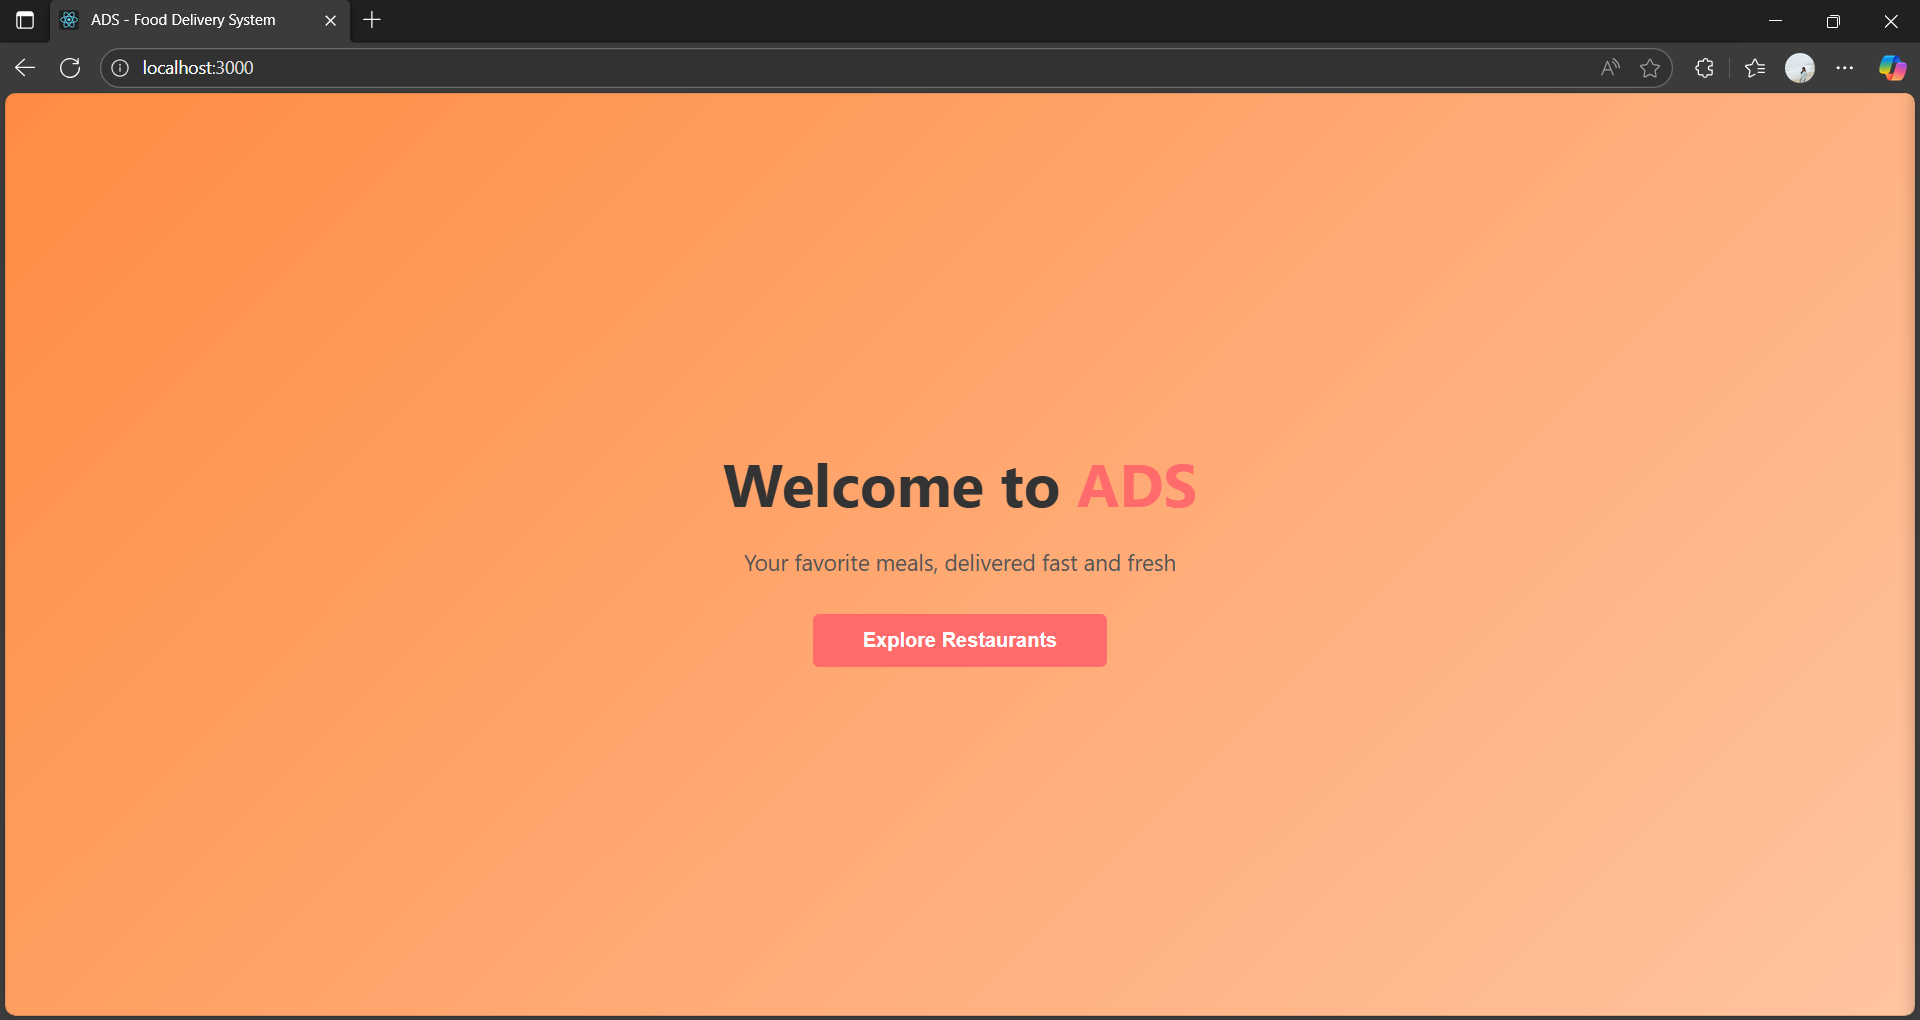 ADS - Food Delivery System
localhost:3000
Welcome to ADS
Your favorite meals, delivered fast and fresh
Explore Restaurants